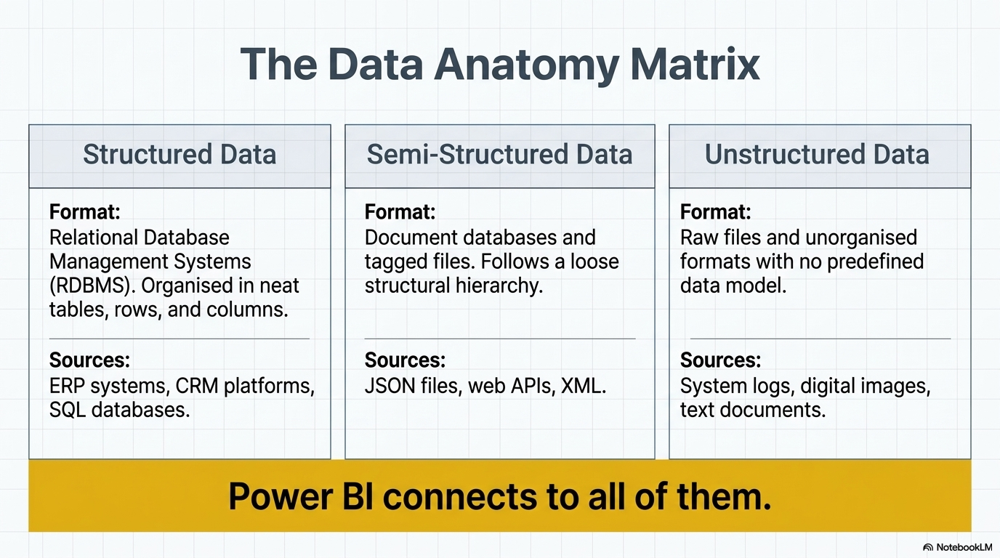 The Data Anatomy Matrix
Structured Data
Format:
Relational Database
Management Systems
(RDBMS). Organised in neat
tables, rows, and columns.
Sources:
ERP systems, CRM platforms,
SQL databases.
Semi-Structured Data
Format:
Document databases and
tagged files. Follows a loose
structural hierarchy.
Sources:
JSON files, web APIs, XML.
Unstructured Data
Format:
Raw files and unorganised
formats with no predefined
data model.
Sources:
System logs, digital images,
text documents.
Power BI connects to all of them.
NotebookLM